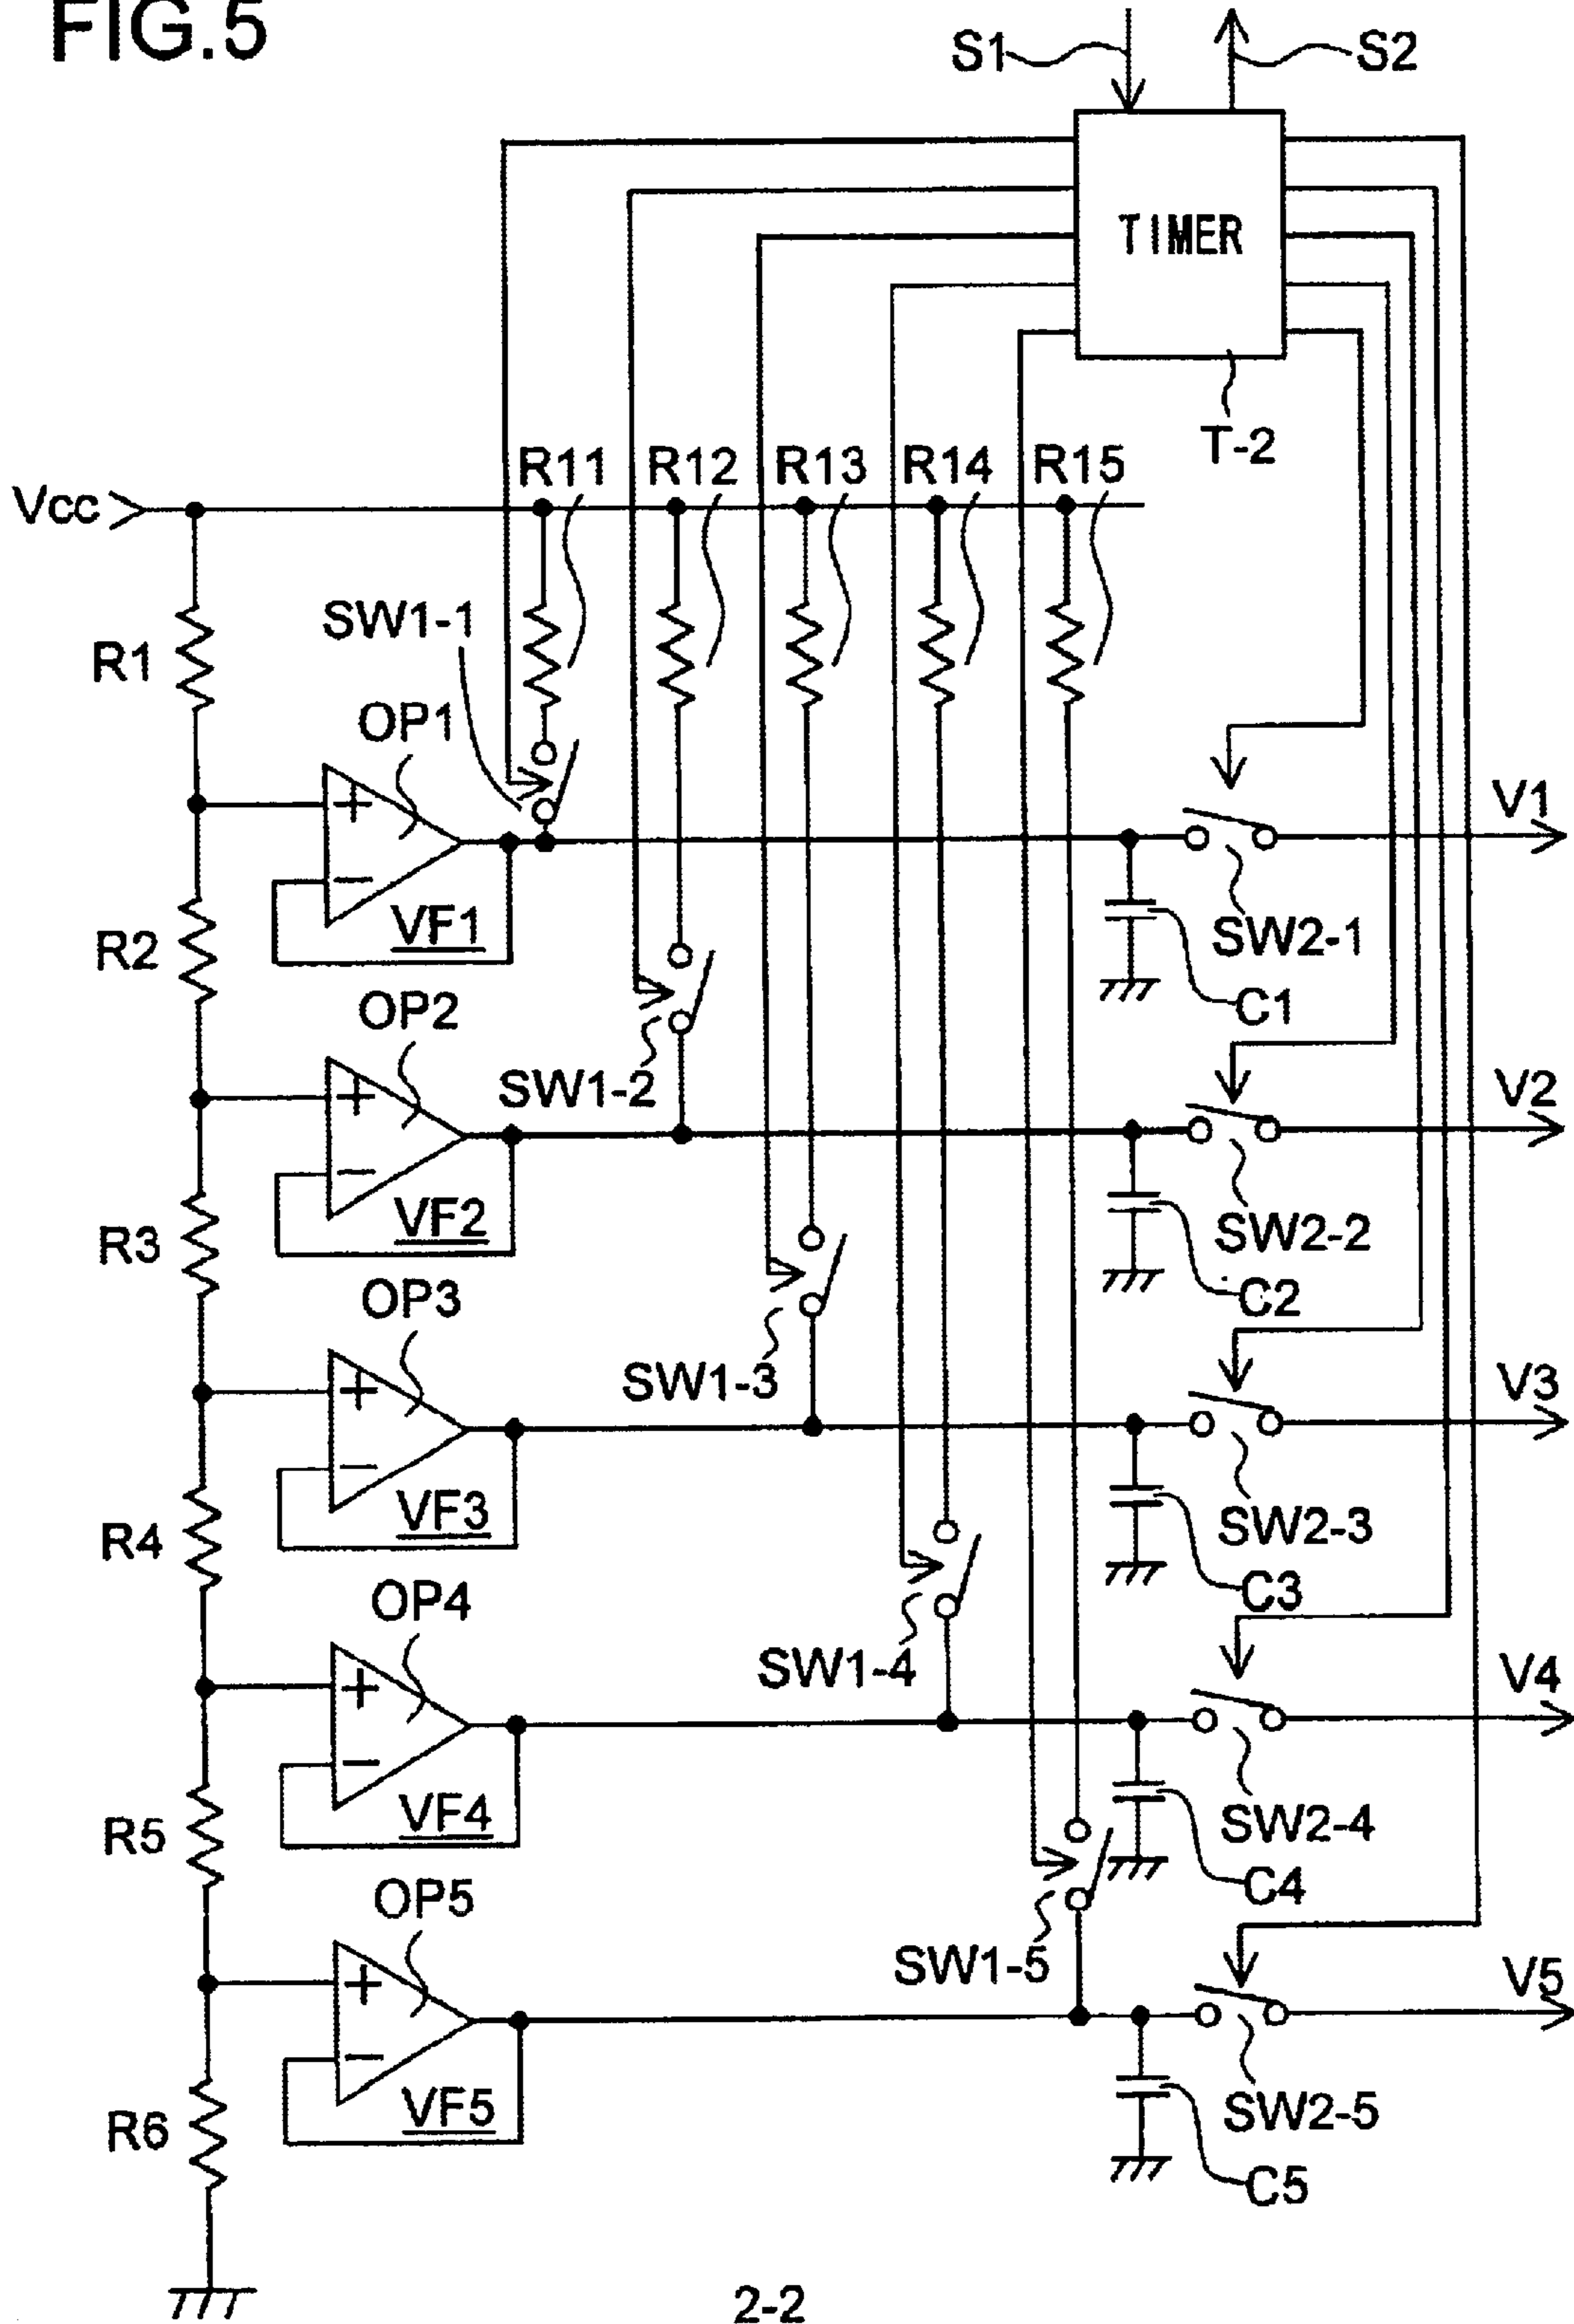 FIG.5
S1
S2
TIMER
T-2
R11
R12
R13
R14
R15
Vcc
SW1-1
R1
OP1
+
−
VF1
V1
SW2-1
C1
R2
OP2
+
−
VF2
SW1-2
V2
SW2-2
C2
R3
OP3
+
−
VF3
SW1-3
V3
SW2-3
C3
R4
OP4
+
−
VF4
SW1-4
V4
SW2-4
C4
R5
OP5
+
−
VF5
SW1-5
V5
SW2-5
C5
R6
2-2